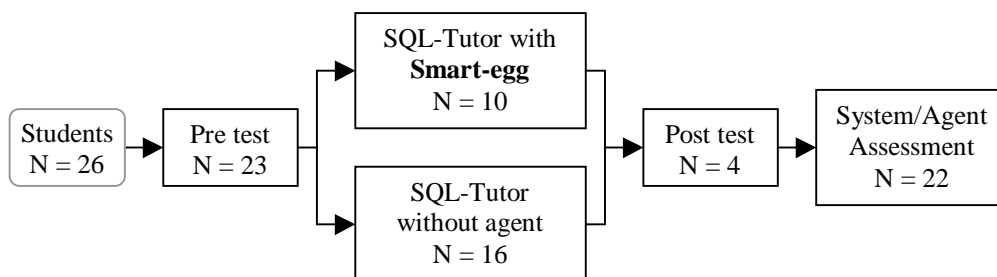 Students
N = 26
Pre test
N = 23
SQL-Tutor with
Smart-egg
N = 10
SQL-Tutor
without agent
N = 16
Post test
N = 4
System/Agent
Assessment
N = 22